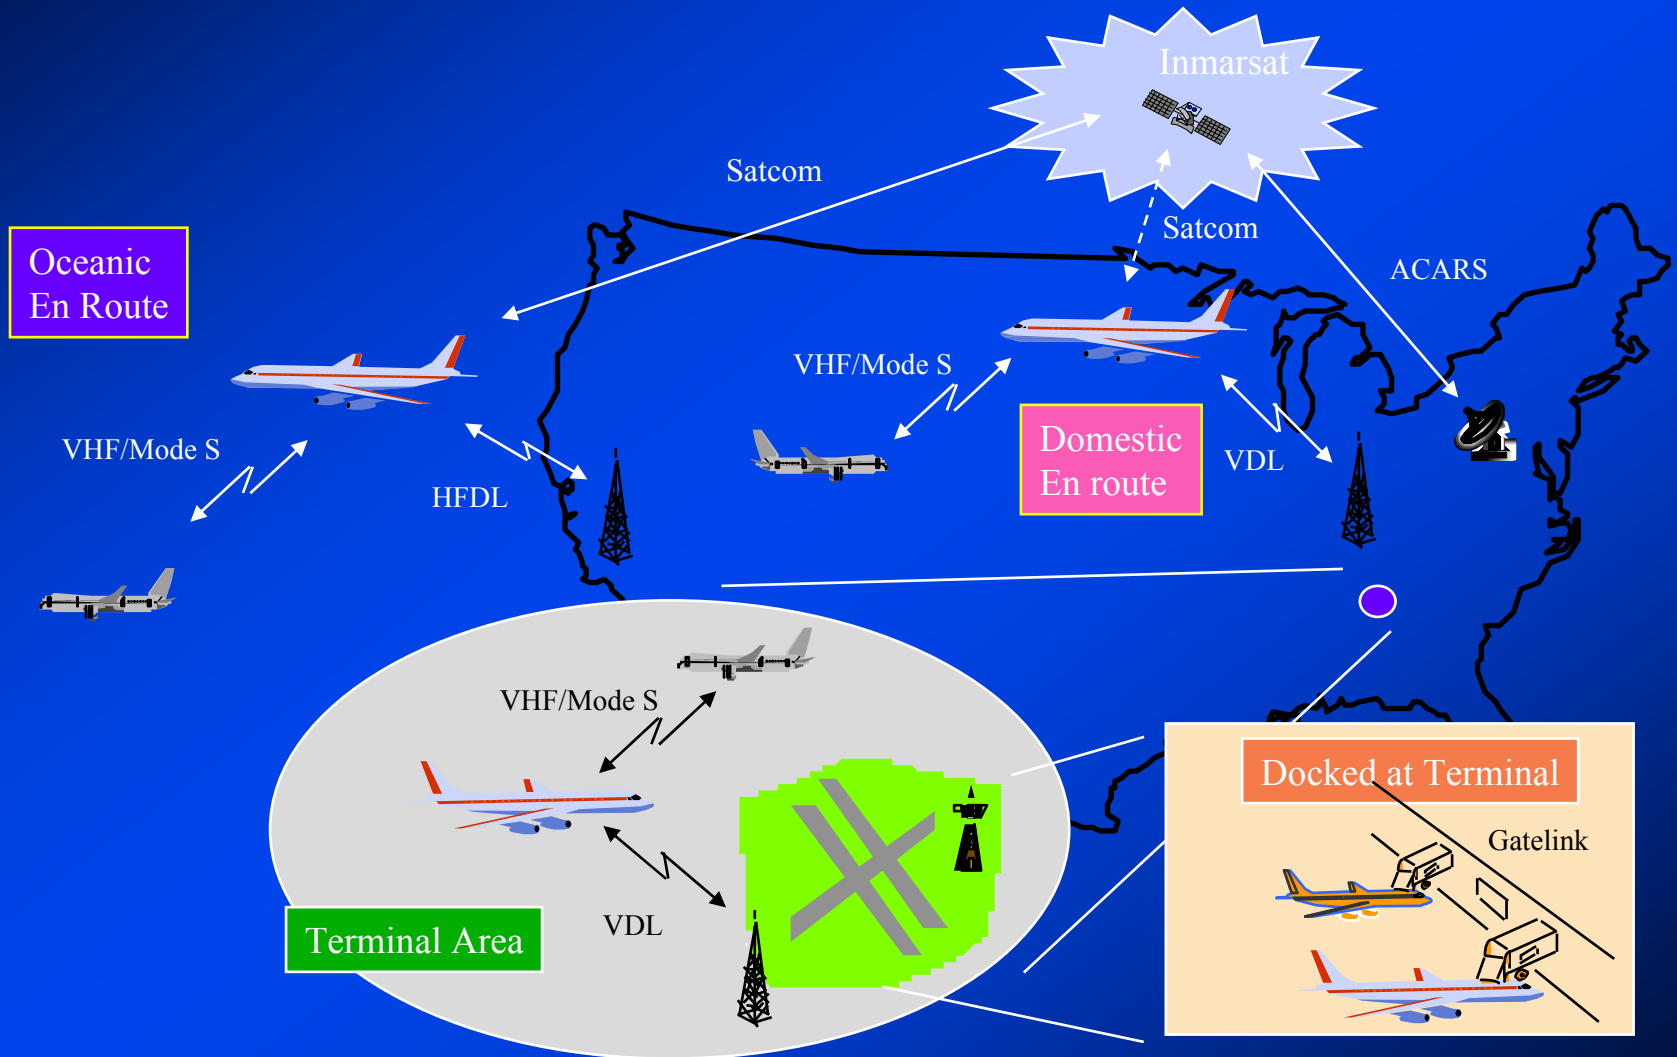 Inmarsat
Satcom
Satcom
Oceanic
En Route
ACARS
VHF/Mode S
VHF/Mode S
Domestic
En route
VDL
HFDL
VHF/Mode S
Docked at Terminal
Gatelink
VDL
Terminal Area